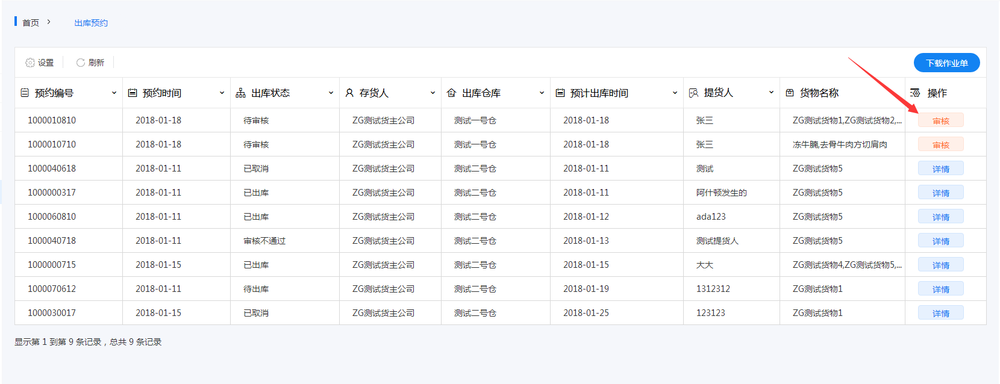 首页 > 出库预约
设置 刷新 下载作业单
预约编号 预约时间 出库状态 存货人 出库仓库 预计出库时间 提货人 货物名称 操作
1000010810 2018-01-18 待审核 ZG测试货主公司 测试一号仓 2018-01-18 张三 ZG测试货物1,ZG测试货物2,... 审核
1000010710 2018-01-18 待审核 ZG测试货主公司 测试一号仓 2018-01-18 张三 冻牛腩,去骨牛肉方切肩肉 审核
1000040618 2018-01-11 已取消 ZG测试货主公司 测试二号仓 2018-01-11 测试 ZG测试货物5 详情
1000000317 2018-01-11 已出库 ZG测试货主公司 测试二号仓 2018-01-11 阿什顿发生的 ZG测试货物5 详情
1000060810 2018-01-11 已出库 ZG测试货主公司 测试二号仓 2018-01-12 ada123 ZG测试货物5 详情
1000040718 2018-01-11 审核不通过 ZG测试货主公司 测试二号仓 2018-01-13 测试提货人 ZG测试货物5 详情
1000000715 2018-01-15 已出库 ZG测试货主公司 测试二号仓 2018-01-15 大大 ZG测试货物4,ZG测试货物5,... 详情
1000070612 2018-01-11 待出库 ZG测试货主公司 测试二号仓 2018-01-19 1312312 ZG测试货物1 详情
1000030017 2018-01-15 已取消 ZG测试货主公司 测试二号仓 2018-01-25 123123 ZG测试货物1 详情
显示第 1 到第 9 条记录，总共 9 条记录